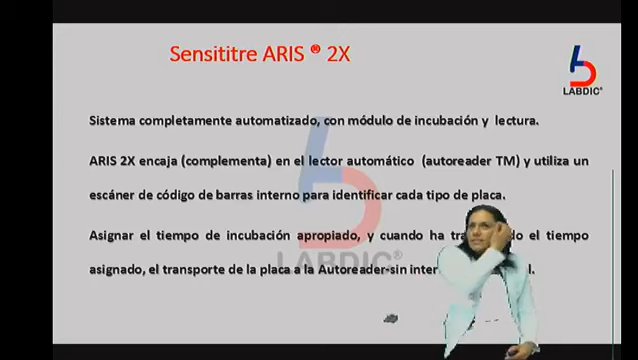 Sensititre ARIS ® 2X
LABDIC®
Sistema completamente automatizado, con módulo de incubación y lectura.
ARIS 2X encaja (complementa) en el lector automático (autoreader TM) y utiliza un
escáner de código de barras interno para identificar cada tipo de placa.
Asignar el tiempo de incubación apropiado, y cuando ha el tiempo
asignado, el transporte de la placa a la Autoreader-sin
LABDIC